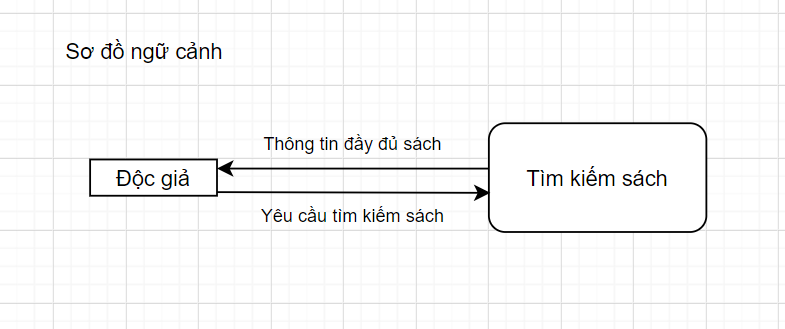 Sơ đồ ngữ cảnh
Thông tin đầy đủ sách
Độc giả
Tìm kiếm sách
Yêu cầu tìm kiếm sách